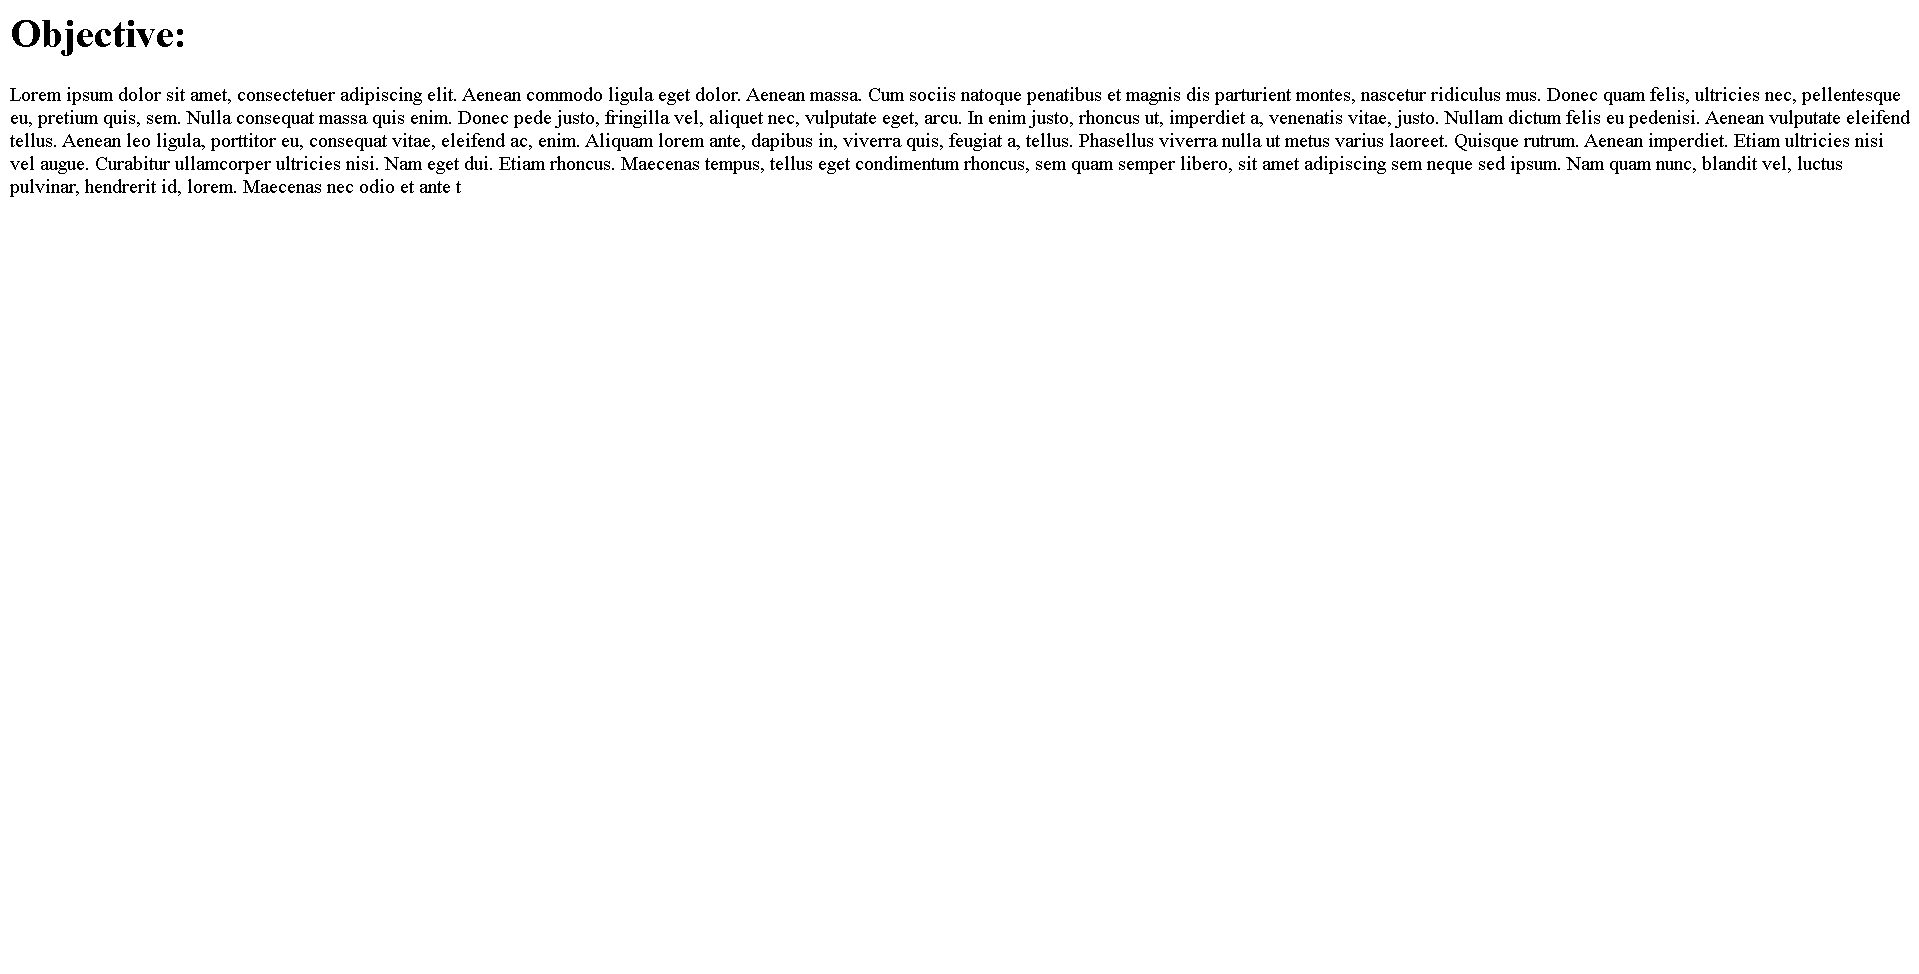 Objective:
Lorem ipsum dolor sit amet, consectetuer adipiscing elit. Aenean commodo ligula eget dolor. Aenean massa. Cum sociis natoque penatibus et magnis dis parturient montes, nascetur ridiculus mus. Donec quam felis, ultricies nec, pellentesque
eu, pretium quis, sem. Nulla consequat massa quis enim. Donec pede justo, fringilla vel, aliquet nec, vulputate eget, arcu. In enim justo, rhoncus ut, imperdiet a, venenatis vitae, justo. Nullam dictum felis eu pedenisi. Aenean vulputate eleifend
tellus. Aenean leo ligula, porttitor eu, consequat vitae, eleifend ac, enim. Aliquam lorem ante, dapibus in, viverra quis, feugiat a, tellus. Phasellus viverra nulla ut metus varius laoreet. Quisque rutrum. Aenean imperdiet. Etiam ultricies nisi
vel augue. Curabitur ullamcorper ultricies nisi. Nam eget dui. Etiam rhoncus. Maecenas tempus, tellus eget condimentum rhoncus, sem quam semper libero, sit amet adipiscing sem neque sed ipsum. Nam quam nunc, blandit vel, luctus
pulvinar, hendrerit id, lorem. Maecenas nec odio et ante t